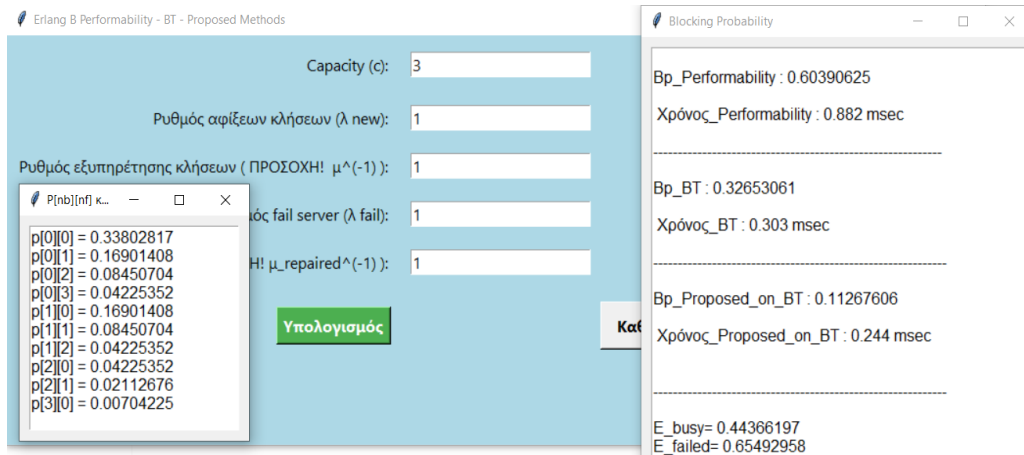 Erlang B Performability - BT - Proposed Methods
Capacity (c):
3
Ρυθμός αφίξεων κλήσεων (λ new):
1
Ρυθμός εξυπηρέτησης κλήσεων ( ΠΡΟΣΟΧΗ! μ^(-1) ):
1
fail server (λ fail):
1
μ_repaired^(-1) ):
1
Υπολογισμός
P[nb][nf] κ...
p[0][0] = 0.33802817
p[0][1] = 0.16901408
p[0][2] = 0.08450704
p[0][3] = 0.04225352
p[1][0] = 0.16901408
p[1][1] = 0.08450704
p[1][2] = 0.04225352
p[2][0] = 0.04225352
p[2][1] = 0.02112676
p[3][0] = 0.00704225
Blocking Probability
Bp_Performability : 0.60390625
Χρόνος_Performability : 0.882 msec
-----------------------------------------------------------
Bp_BT : 0.32653061
Χρόνος_BT : 0.303 msec
------------------------------------------------------------
Bp_Proposed_on_BT : 0.11267606
Χρόνος_Proposed_on_BT : 0.244 msec
------------------------------------------------------------
E_busy= 0.44366197
E_failed= 0.65492958